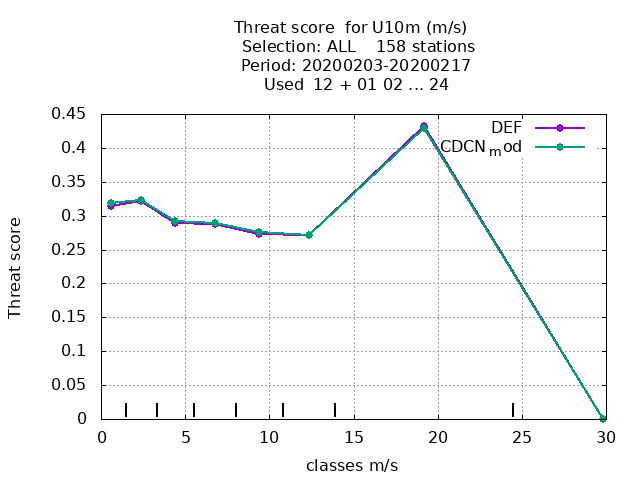 Threat score  for U10m (m/s)
Selection: ALL    158 stations
Period: 20200203-20200217
Used  12 + 01 02 ... 24
DEF
CDCN_mod
0.45
0.4
0.35
0.3
0.25
0.2
0.15
0.1
0.05
0
Threat score
0 5 10 15 20 25 30
classes m/s